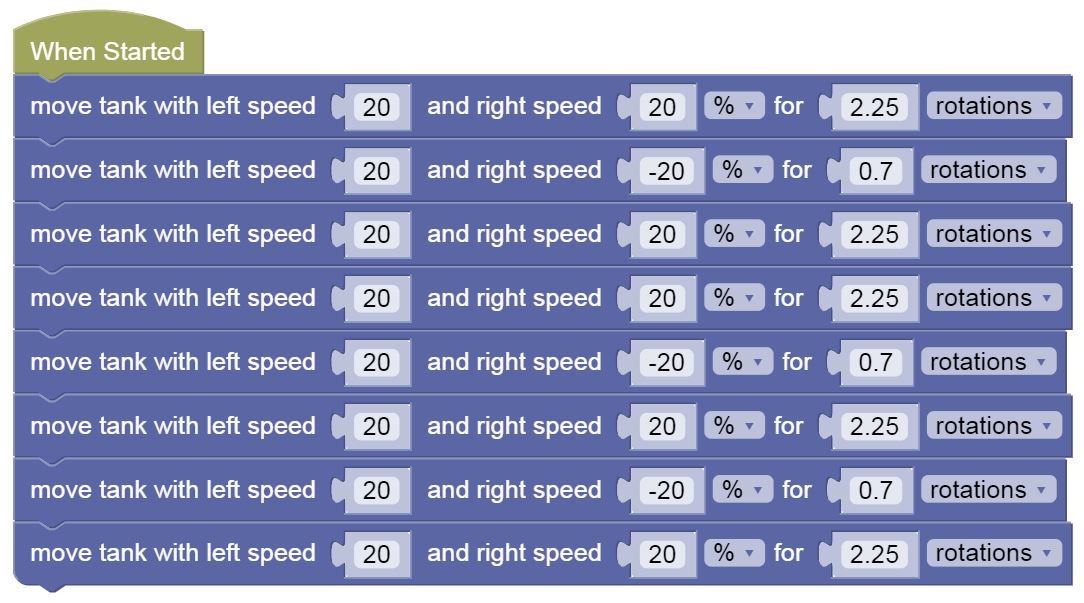 When Started
move tank with left speed 20 and right speed 20 % for 2.25 rotations
move tank with left speed 20 and right speed -20 % for 0.7 rotations
move tank with left speed 20 and right speed 20 % for 2.25 rotations
move tank with left speed 20 and right speed 20 % for 2.25 rotations
move tank with left speed 20 and right speed -20 % for 0.7 rotations
move tank with left speed 20 and right speed 20 % for 2.25 rotations
move tank with left speed 20 and right speed -20 % for 0.7 rotations
move tank with left speed 20 and right speed 20 % for 2.25 rotations